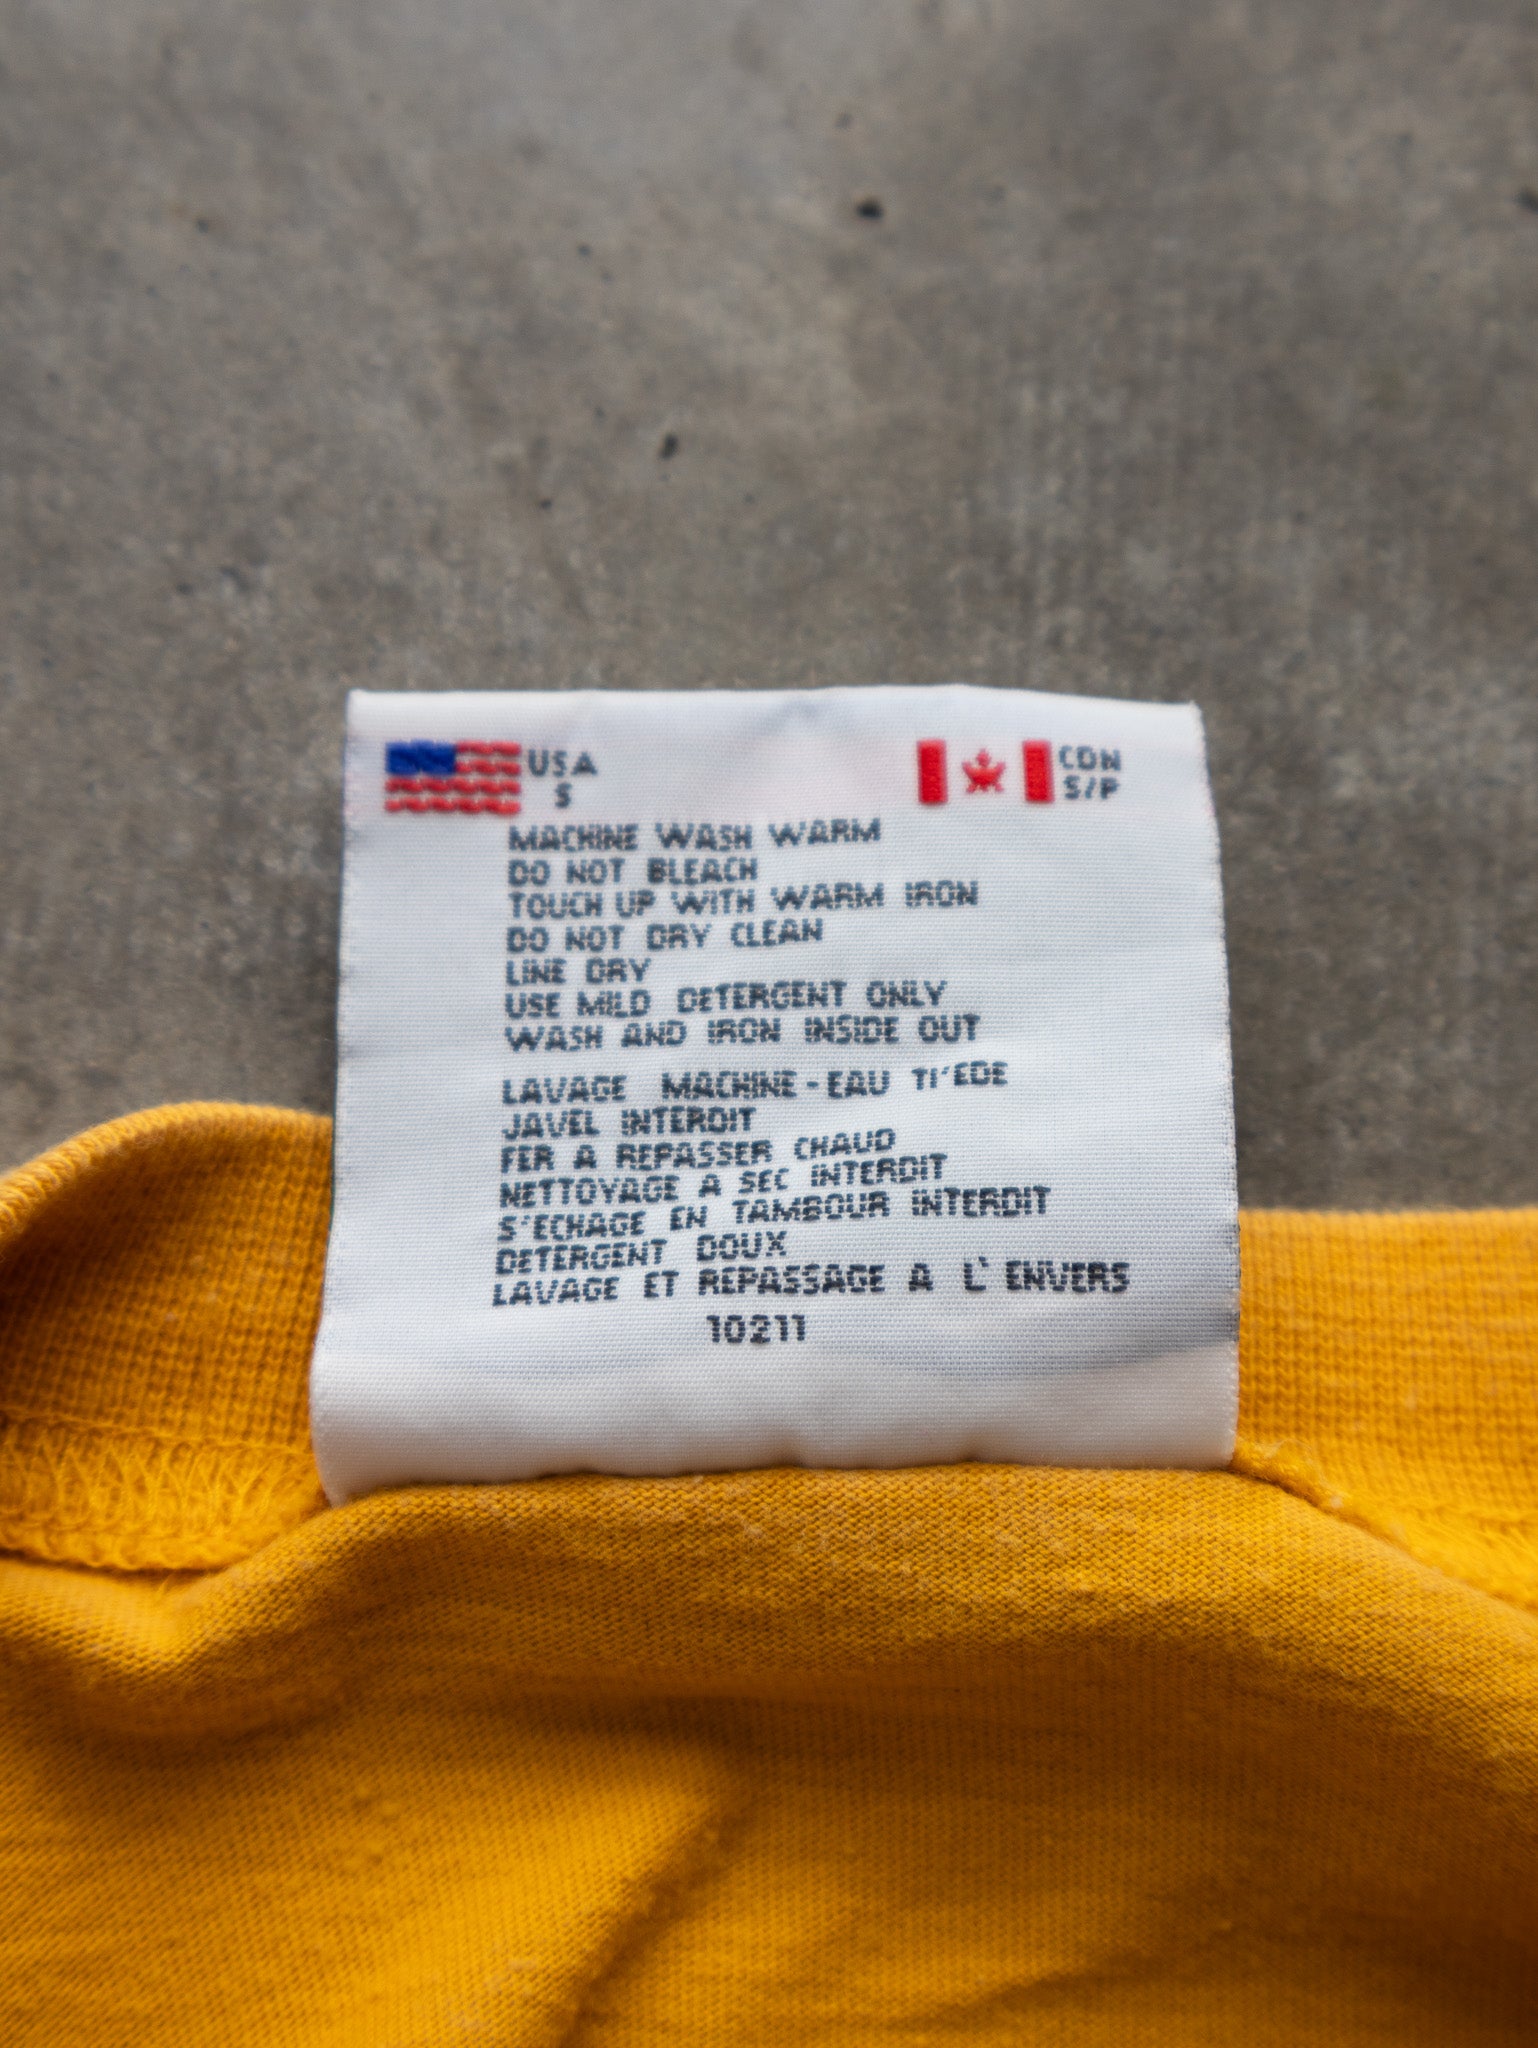 USA
S
CDN
S/P
MACHINE WASH WARM
DO NOT BLEACH
TOUCH UP WITH WARM IRON
DO NOT DRY CLEAN
LINE DRY
USE MILD DETERGENT ONLY
WASH AND IRON INSIDE OUT
LAVAGE MACHINE-EAU TI'EDE
JAVEL INTERDIT
FER A REPASSER CHAUD
NETTOYAGE A SEC INTERDIT
S'ECHAGE EN TAMBOUR INTERDIT
DETERGENT DOUX
LAVAGE ET REPASSAGE A L'ENVERS
10211